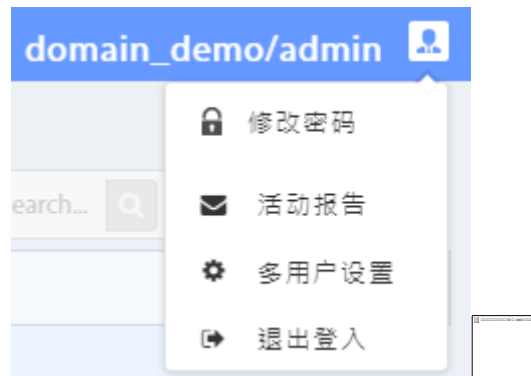 domain_demo/admin
修改密码
earch...
活动报告
多用户设置
退出登入